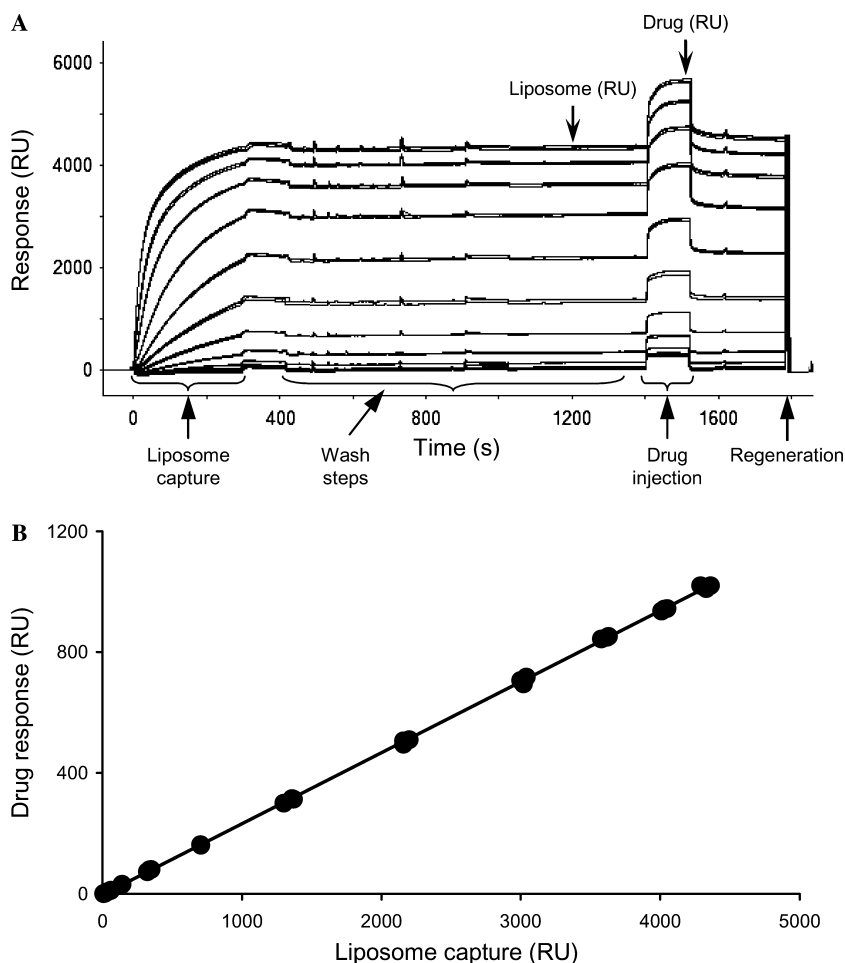 A
Drug (RU)
Liposome (RU)
Response (RU)
6000
4000
2000
0
0
400
800
1200
1600
Time (s)
Liposome
capture
Wash
steps
Drug
injection
Regeneration
B
Drug response (RU)
1200
800
400
0
0
1000
2000
3000
4000
5000
Liposome capture (RU)